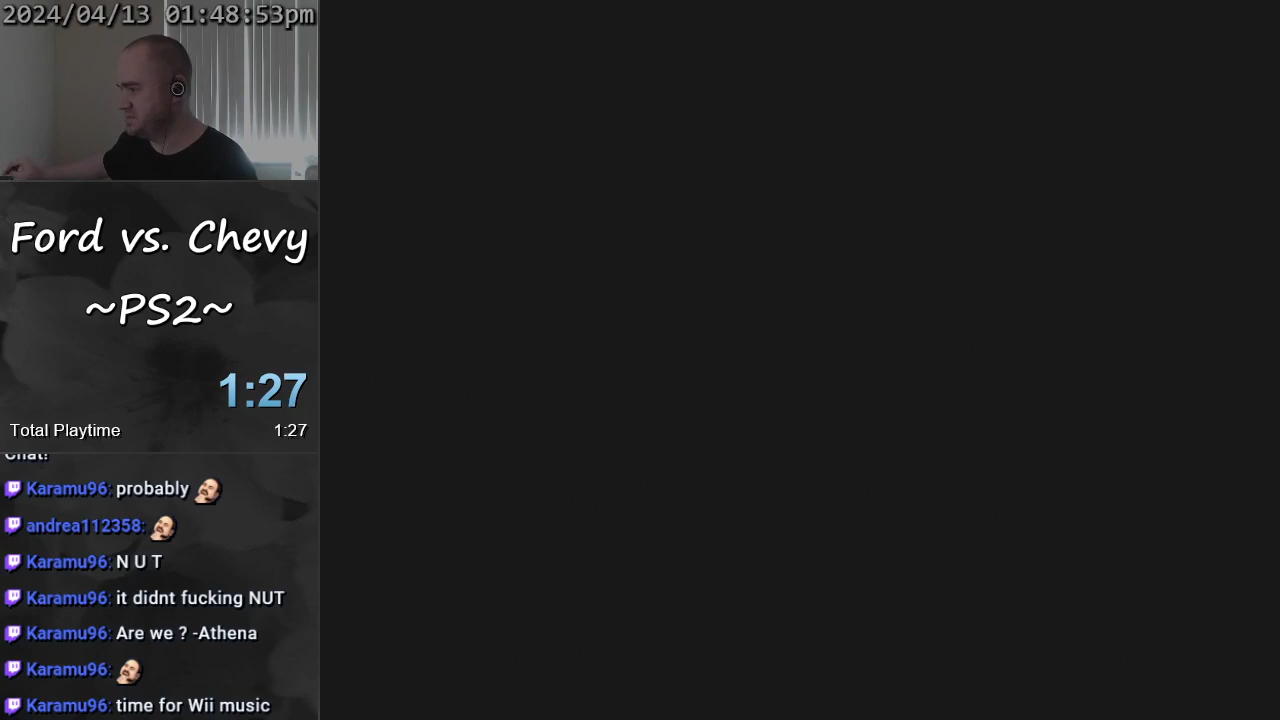 2024/04/13 01:48:53pm
Ford vs. Chevy
~PS2~
1:27
Total Playtime 1:27
Chat!
Karamu96: probably
andrea112358:
Karamu96: N U T
Karamu96: it didnt fucking NUT
Karamu96: Are we ? -Athena
Karamu96:
Karamu96: time for Wii music